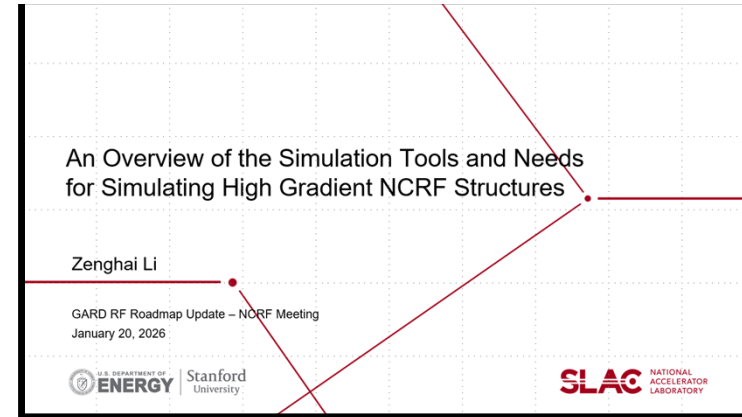 An Overview of the Simulation Tools and Needs
for Simulating High Gradient NCRF Structures
Zenghai Li
GARD RF Roadmap Update – NCRF Meeting
January 20, 2026
U.S. DEPARTMENT OF
ENERGY
Stanford
University
SLAC
NATIONAL
ACCELERATOR
LABORATORY